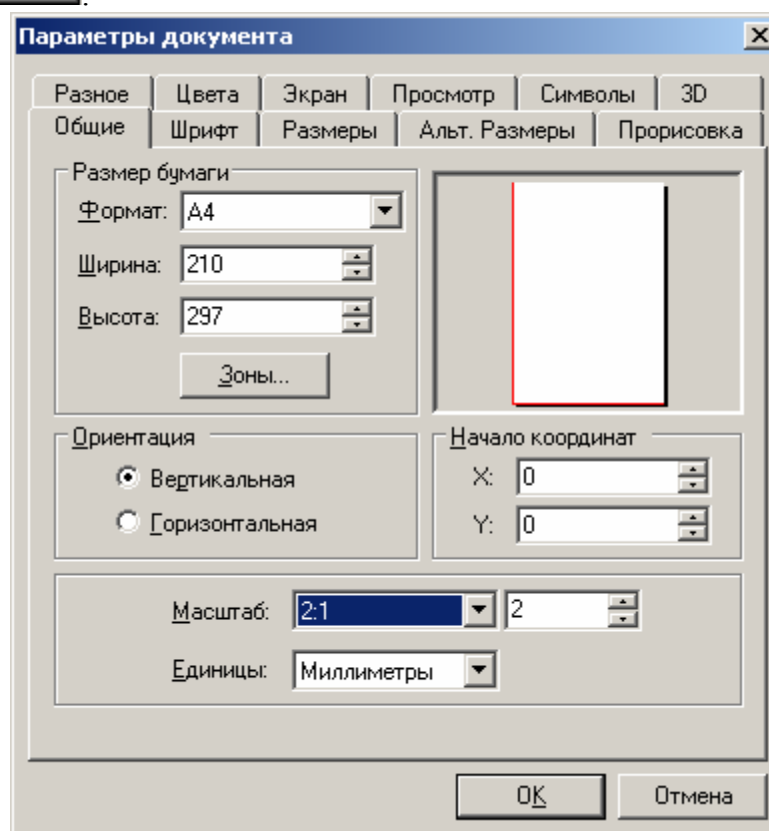 Параметры документа
Разное Цвета Экран Просмотр Символы 3D
Общие Шрифт Размеры Альт. Размеры Прорисовка
Размер бумаги
Формат: A4
Ширина: 210
Высота: 297
Зоны...
Ориентация
Вертикальная
Горизонтальная
Начало координат
X: 0
Y: 0
Масштаб: 2:1 2
Единицы: Миллиметры
OK Отмена